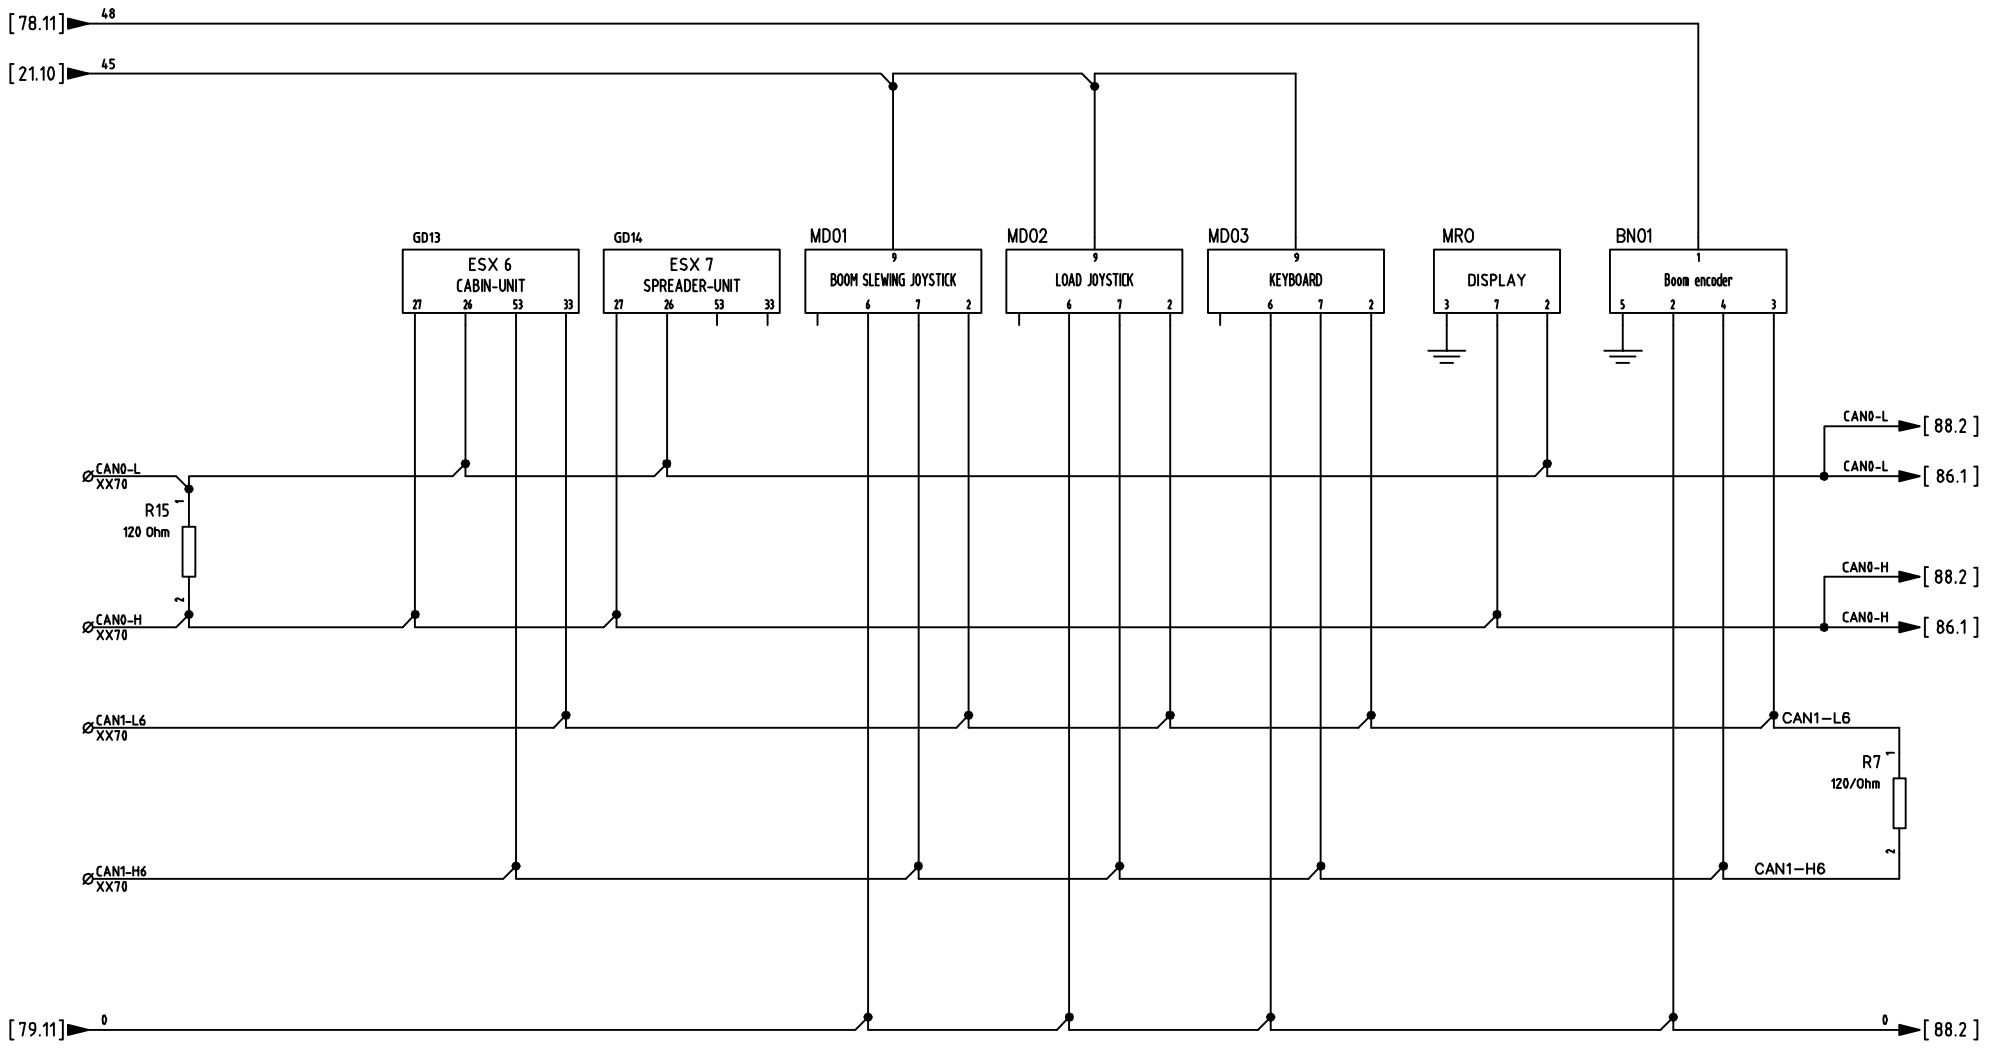 [78.11] 48
[21.10] 45
GD13
ESX 6
CABIN-UNIT
27 26 53 33
GD14
ESX 7
SPREADER-UNIT
27 26 53 33
MD01
9
BOOM SLEWING JOYSTICK
6 7 2
MD02
9
LOAD JOYSTICK
6 7 2
MD03
9
KEYBOARD
6 7 2
MRO
DISPLAY
3 7 2
BN01
1
Boom encoder
5 2 4 3
CAN0-L [88.2]
CAN0-L
XX70
CAN0-L [86.1]
1
R15
120 Ohm
2
CAN0-H [88.2]
CAN0-H
XX70
CAN0-H [86.1]
CAN1-L6
XX70
CAN1-L6
R7 1
120/Ohm
2
CAN1-H6
XX70
CAN1-H6
[79.11] 0
0 [88.2]